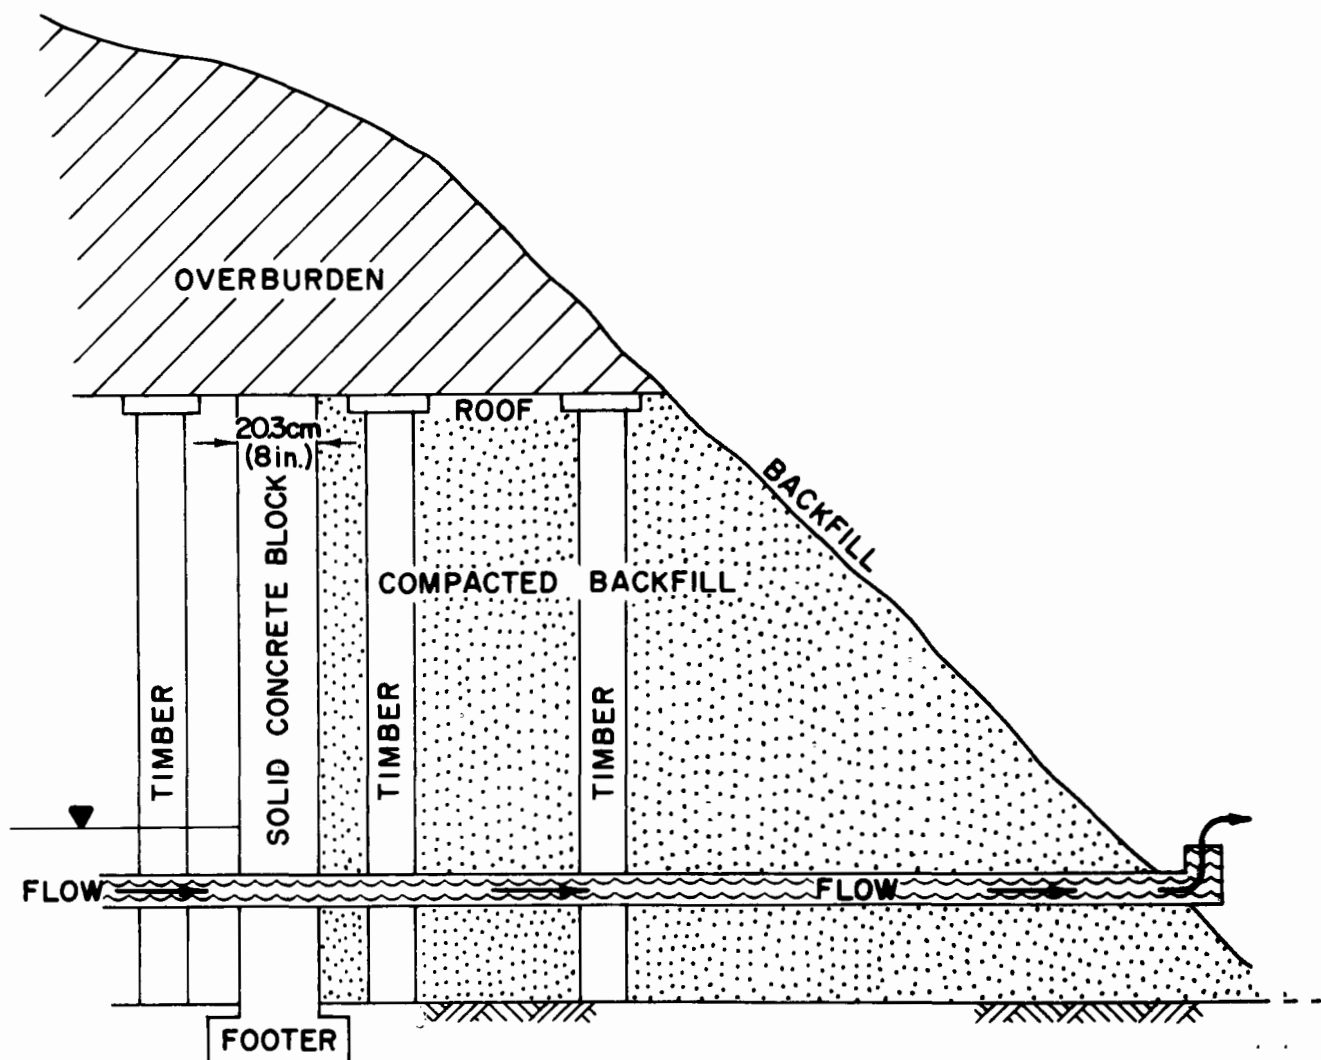 OVERBURDEN
ROOF
20.3cm
(8in.)
BACKFILL
SOLID CONCRETE BLOCK
COMPACTED BACKFILL
TIMBER
TIMBER
TIMBER
FLOW
FLOW
FOOTER